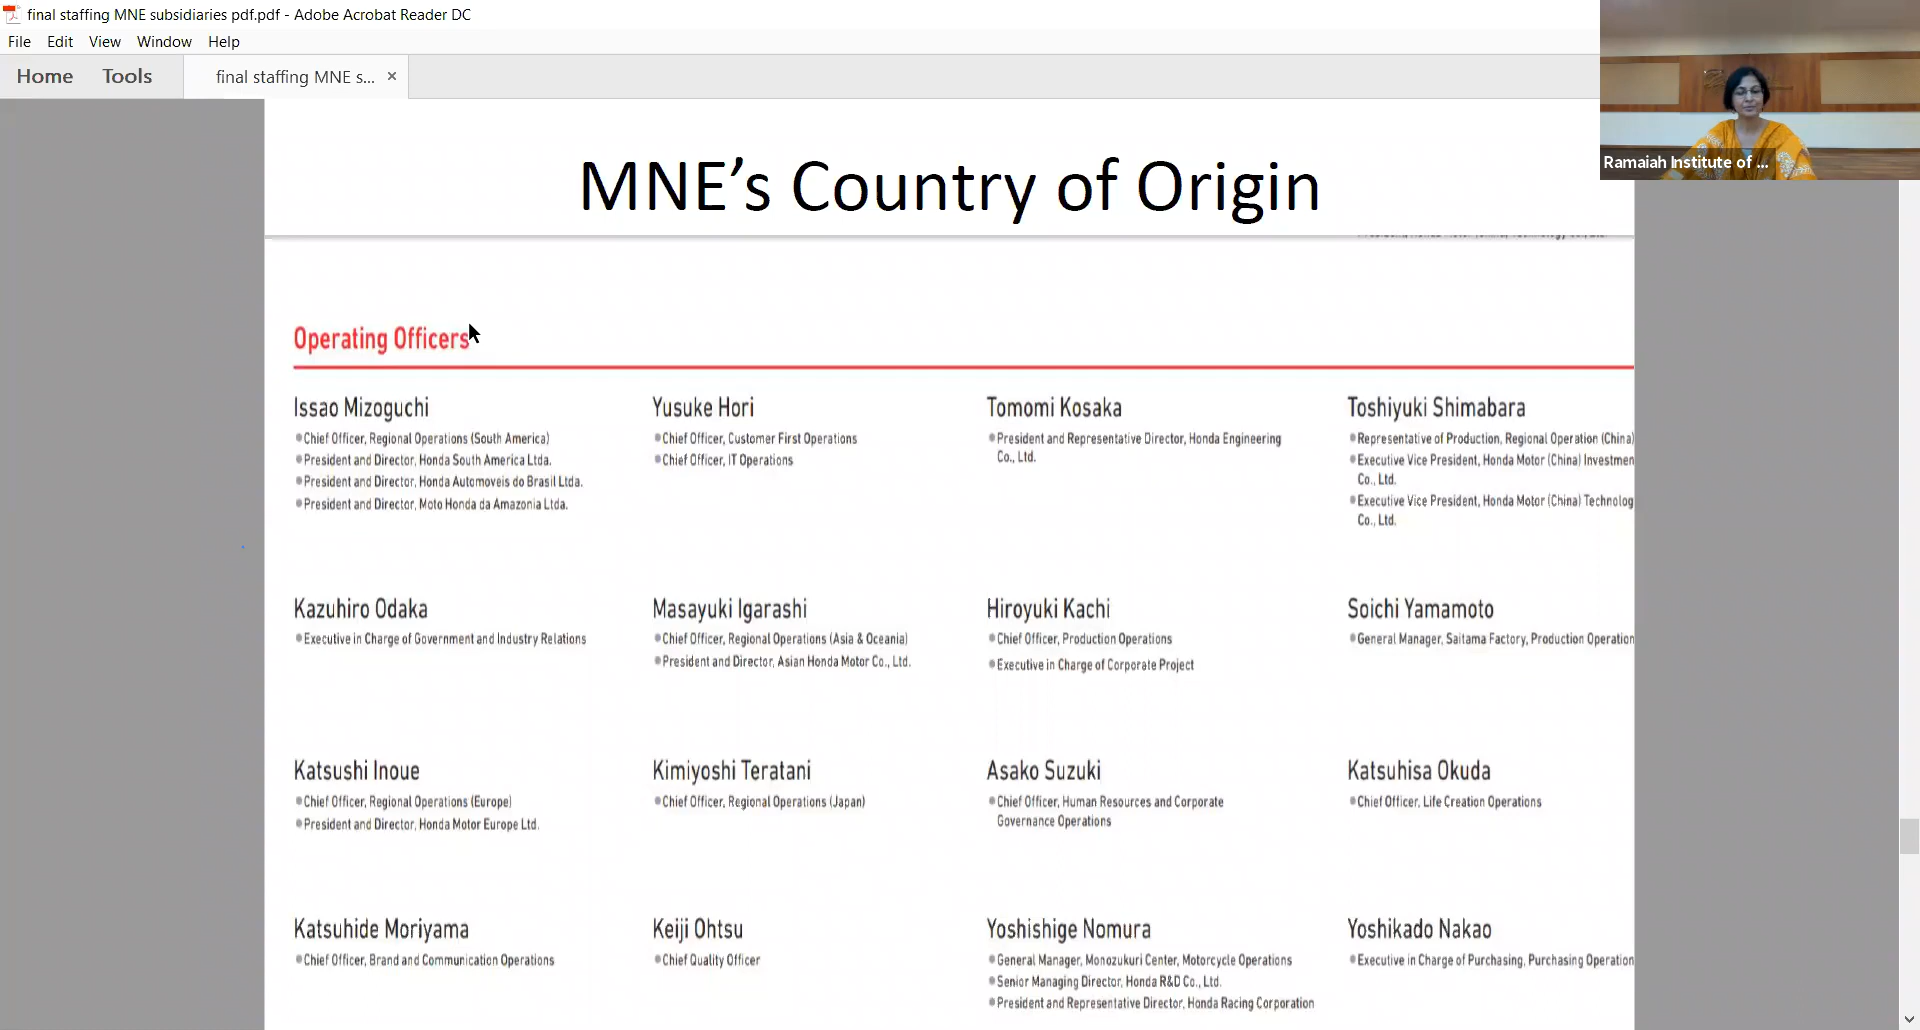 final staffing MNE subsidiaries pdf.pdf - Adobe Acrobat Reader DC
File Edit View Window Help
Home Tools final staffing MNE s... ×
Ramaiah Institute of ...
MNE's Country of Origin
Operating Officers
Issao Mizoguchi
Chief Officer, Regional Operations (South America)
President and Director, Honda South America Ltda.
President and Director, Honda Automoveis do Brasil Ltda.
President and Director, Moto Honda da Amazonia Ltda.
Yusuke Hori
Chief Officer, Customer First Operations
Chief Officer, IT Operations
Tomomi Kosaka
President and Representative Director, Honda Engineering
Co., Ltd.
Toshiyuki Shimabara
Representative of Production, Regional Operation (China)
Executive Vice President, Honda Motor (China) Investmen
Co., Ltd.
Executive Vice President, Honda Motor (China) Technolog
Co., Ltd.
Kazuhiro Odaka
Executive in Charge of Government and Industry Relations
Masayuki Igarashi
Chief Officer, Regional Operations (Asia & Oceania)
President and Director, Asian Honda Motor Co., Ltd.
Hiroyuki Kachi
Chief Officer, Production Operations
Executive in Charge of Corporate Project
Soichi Yamamoto
General Manager, Saitama Factory, Production Operation
Katsushi Inoue
Chief Officer, Regional Operations (Europe)
President and Director, Honda Motor Europe Ltd.
Kimiyoshi Teratani
Chief Officer, Regional Operations (Japan)
Asako Suzuki
Chief Officer, Human Resources and Corporate
Governance Operations
Katsuhisa Okuda
Chief Officer, Life Creation Operations
Katsuhide Moriyama
Chief Officer, Brand and Communication Operations
Keiji Ohtsu
Chief Quality Officer
Yoshishige Nomura
General Manager, Monozukuri Center, Motorcycle Operations
Senior Managing Director, Honda R&D Co., Ltd.
President and Representative Director, Honda Racing Corporation
Yoshikado Nakao
Executive in Charge of Purchasing, Purchasing Operation